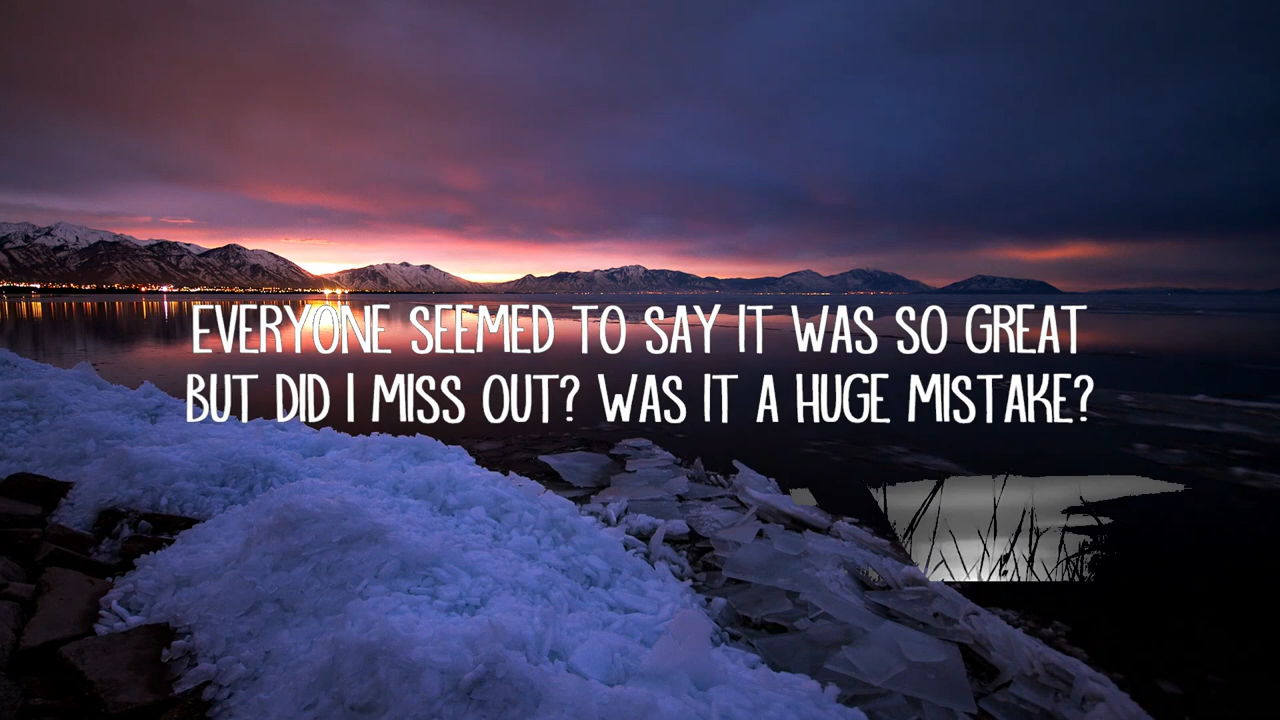 EVERYONE SEEMED TO SAY IT WAS SO GREAT
BUT DID I MISS OUT? WAS IT A HUGE MISTAKE?